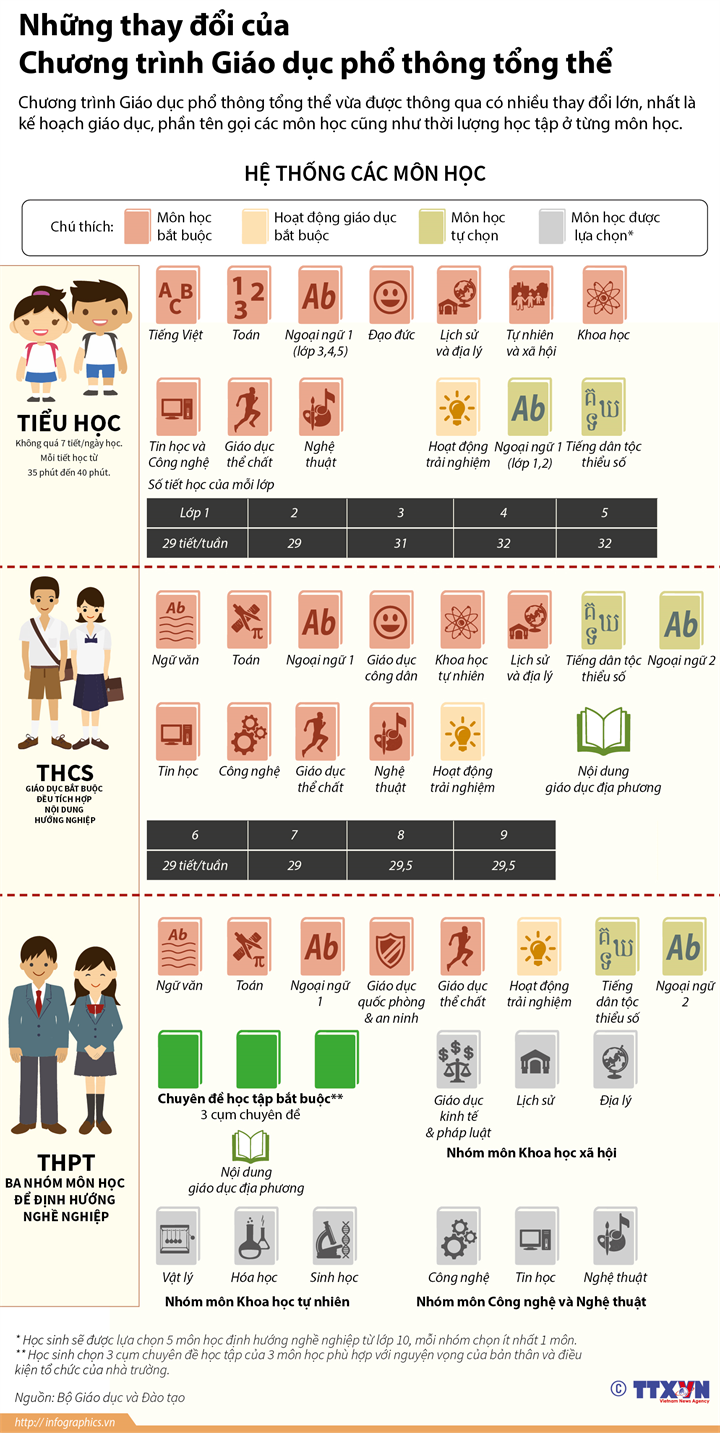 Những thay đổi của
Chương trình Giáo dục phổ thông tổng thể
Chương trình Giáo dục phổ thông tổng thể vừa được thông qua có nhiều thay đổi lớn, nhất là
kế hoạch giáo dục, phần tên gọi các môn học cũng như thời lượng học tập ở từng môn học.
HỆ THỐNG CÁC MÔN HỌC
Chú thích:
Môn học
bắt buộc
Hoạt động giáo dục
bắt buộc
Môn học
tự chọn
Môn học được
lựa chọn*
TIỂU HỌC
Không quá 7 tiết/ngày học.
Mỗi tiết học từ
35 phút đến 40 phút.
A B C
Tiếng Việt
1 2 3
Toán
Ab
Ngoại ngữ 1
(lớp 3,4,5)
Đạo đức
Lịch sử
và địa lý
Tự nhiên
và xã hội
Khoa học
Tin học và
Công nghệ
Giáo dục
thể chất
Nghệ
thuật
Hoạt động
trải nghiệm
Ab
Ngoại ngữ 1
(lớp 1,2)
Tiếng dân tộc
thiểu số
Số tiết học của mỗi lớp
Lớp 1 2 3 4 5
29 tiết/tuần 29 31 32 32
THCS
GIÁO DỤC BẮT BUỘC
ĐỀU TÍCH HỢP
NỘI DUNG
HƯỚNG NGHIỆP
Ab
Ngữ văn
π
Toán
Ab
Ngoại ngữ 1
Giáo dục
công dân
Khoa học
tự nhiên
Lịch sử
và địa lý
Tiếng dân tộc
thiểu số
Ab
Ngoại ngữ 2
Tin học
Công nghệ
Giáo dục
thể chất
Nghệ
thuật
Hoạt động
trải nghiệm
Nội dung
giáo dục địa phương
6 7 8 9
29 tiết/tuần 29 29,5 29,5
THPT
BA NHÓM MÔN HỌC
ĐỂ ĐỊNH HƯỚNG
NGHỀ NGHIỆP
Ab
Ngữ văn
π
Toán
Ab
Ngoại ngữ
1
Giáo dục
quốc phòng
& an ninh
Giáo dục
thể chất
Hoạt động
trải nghiệm
Tiếng
dân tộc
thiểu số
Ab
Ngoại ngữ
2
Chuyên đề học tập bắt buộc**
3 cụm chuyên đề
Nội dung
giáo dục địa phương
$ $ $
Giáo dục
kinh tế
& pháp luật
Lịch sử
Địa lý
Nhóm môn Khoa học xã hội
Vật lý
Hóa học
Sinh học
Nhóm môn Khoa học tự nhiên
Công nghệ
Tin học
Nghệ thuật
Nhóm môn Công nghệ và Nghệ thuật
* Học sinh sẽ được lựa chọn 5 môn học định hướng nghề nghiệp từ lớp 10, mỗi nhóm chọn ít nhất 1 môn.
** Học sinh chọn 3 cụm chuyên đề học tập của 3 môn học phù hợp với nguyện vọng của bản thân và điều
kiện tổ chức của nhà trường.
Nguồn: Bộ Giáo dục và Đào tạo
© TTXVN
Vietnam News Agency
http:// infographics.vn